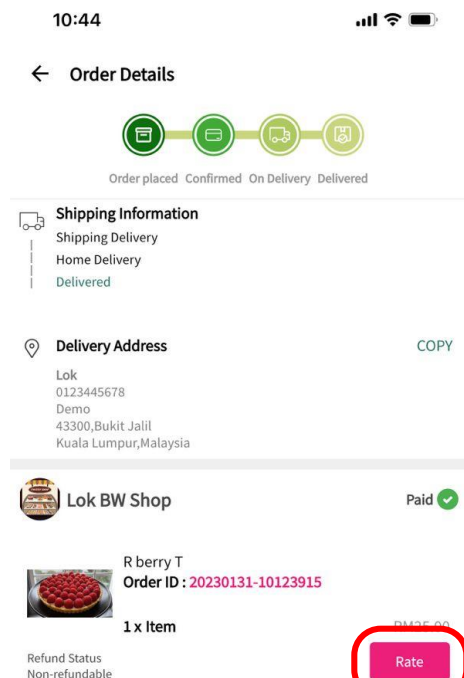 10:44
Order Details
Order placed Confirmed On Delivery Delivered
Shipping Information
Shipping Delivery
Home Delivery
Delivered
Delivery Address COPY
Lok
0123445678
Demo
43300,Bukit Jalil
Kuala Lumpur,Malaysia
Lok BW Shop Paid
R berry T
Order ID : 20230131-10123915
1 x Item
Refund Status
Non-refundable
Rate